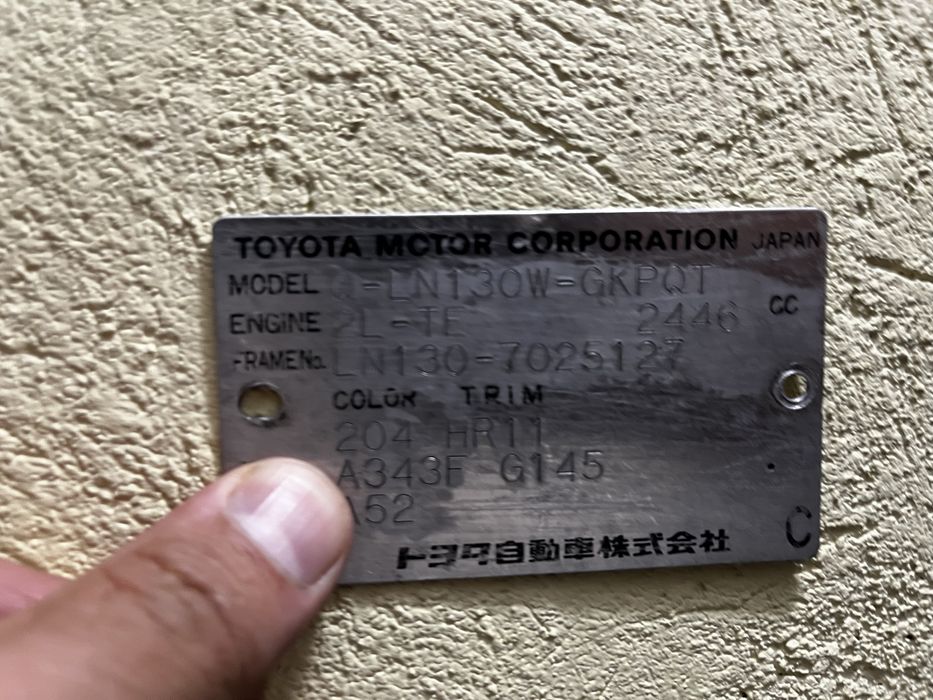 TOYOTA MOTOR CORPORATION JAPAN
MODEL Q-LN130W-GKPQT
ENGINE 2L-TE 2446 CC
FRAME No. LN130-7025127
COLOR TRIM
204 HR11
A343F G145
A52
トヨタ自動車株式会社 C